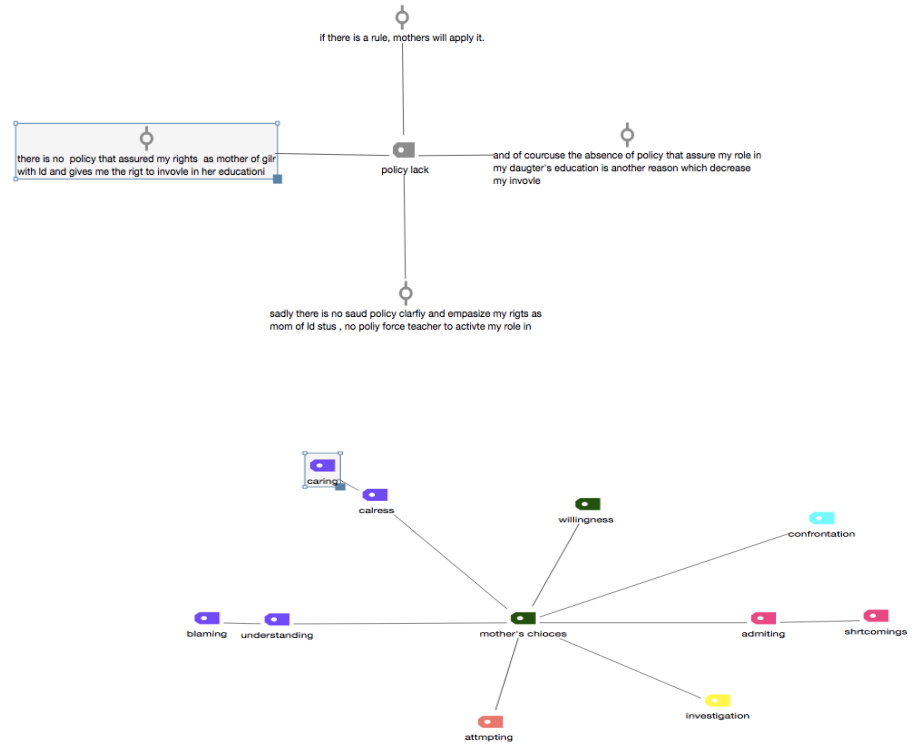 if there is a rule, mothers will apply it.
there is no  policy that assured my rights  as mother of gilr
with ld and gives me the rigt to invovle in her educationi
policy lack
and of courcuse the absence of policy that assure my role in
my daugter's education is another reason which decrease
my invovle
sadly there is no saud policy clarfiy and empasize my rigts as
mom of ld stus , no poliy force teacher to activte my role in
caring
calress
willingness
confrontation
blaming
understanding
mother's chioces
admiting
shrtcomings
investigation
attmpting